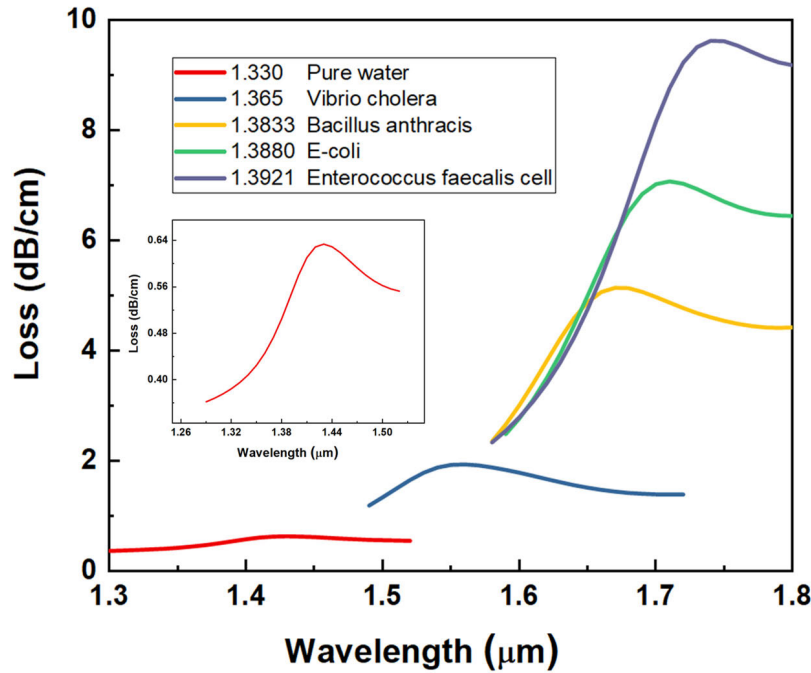 10
8
6
4
2
0
Loss (dB/cm)
1.330 Pure water
1.365 Vibrio cholera
1.3833 Bacillus anthracis
1.3880 E-coli
1.3921 Enterococcus faecalis cell
0.64
0.56
0.48
0.40
Loss (dB/cm)
1.26 1.32 1.38 1.44 1.50
Wavelength (μm)
1.3 1.4 1.5 1.6 1.7 1.8
Wavelength (μm)